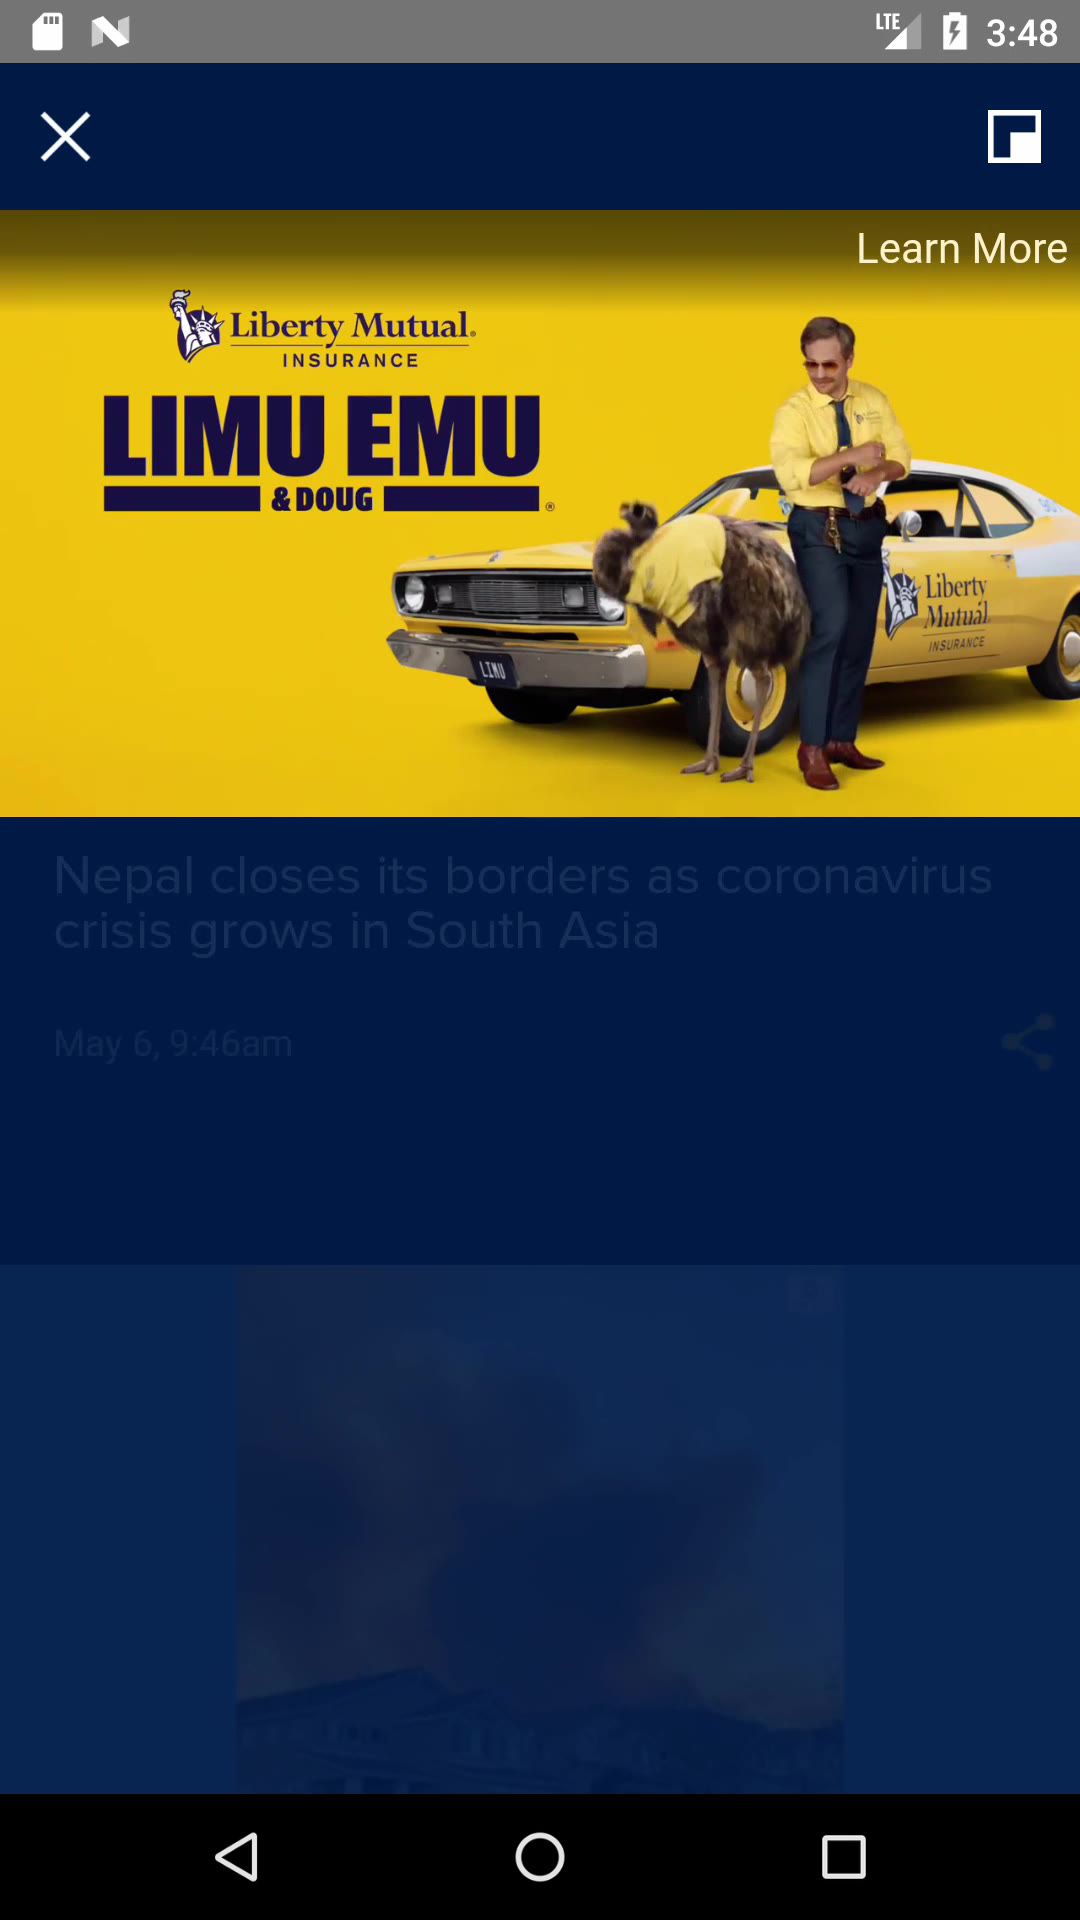 LTE 3:48
Learn More
Liberty Mutual.
INSURANCE
LIMU EMU
& DOUG
®
Liberty
Mutual.
INSURANCE
LIMU
Nepal closes its borders as coronavirus
crisis grows in South Asia
May 6, 9:46am